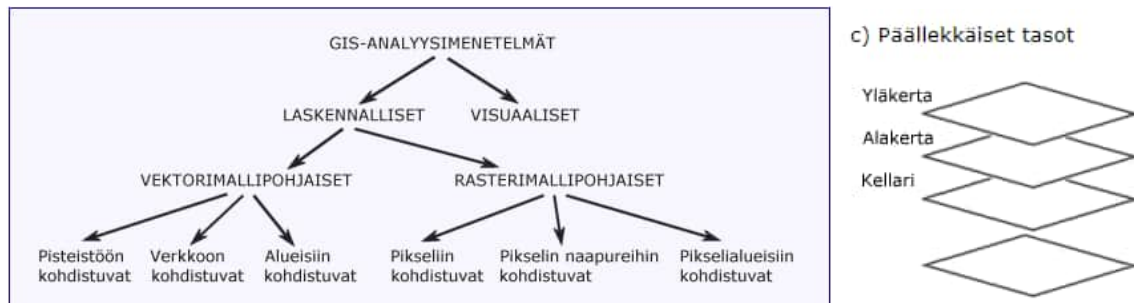 GIS-ANALYYSIMENETELMÄT
LASKENNALLISET
VISUAALISET
VEKTORIMALLIPOHJAISET
RASTERIMALLIPOHJAISET
Pisteistöön
kohdistuvat
Verkkoon
kohdistuvat
Alueisiin
kohdistuvat
Pikseliin
kohdistuvat
Pikselin naapureihin
kohdistuvat
Pikselialueisiin
kohdistuvat
c) Päällekkäiset tasot
Yläkerta
Alakerta
Kellari